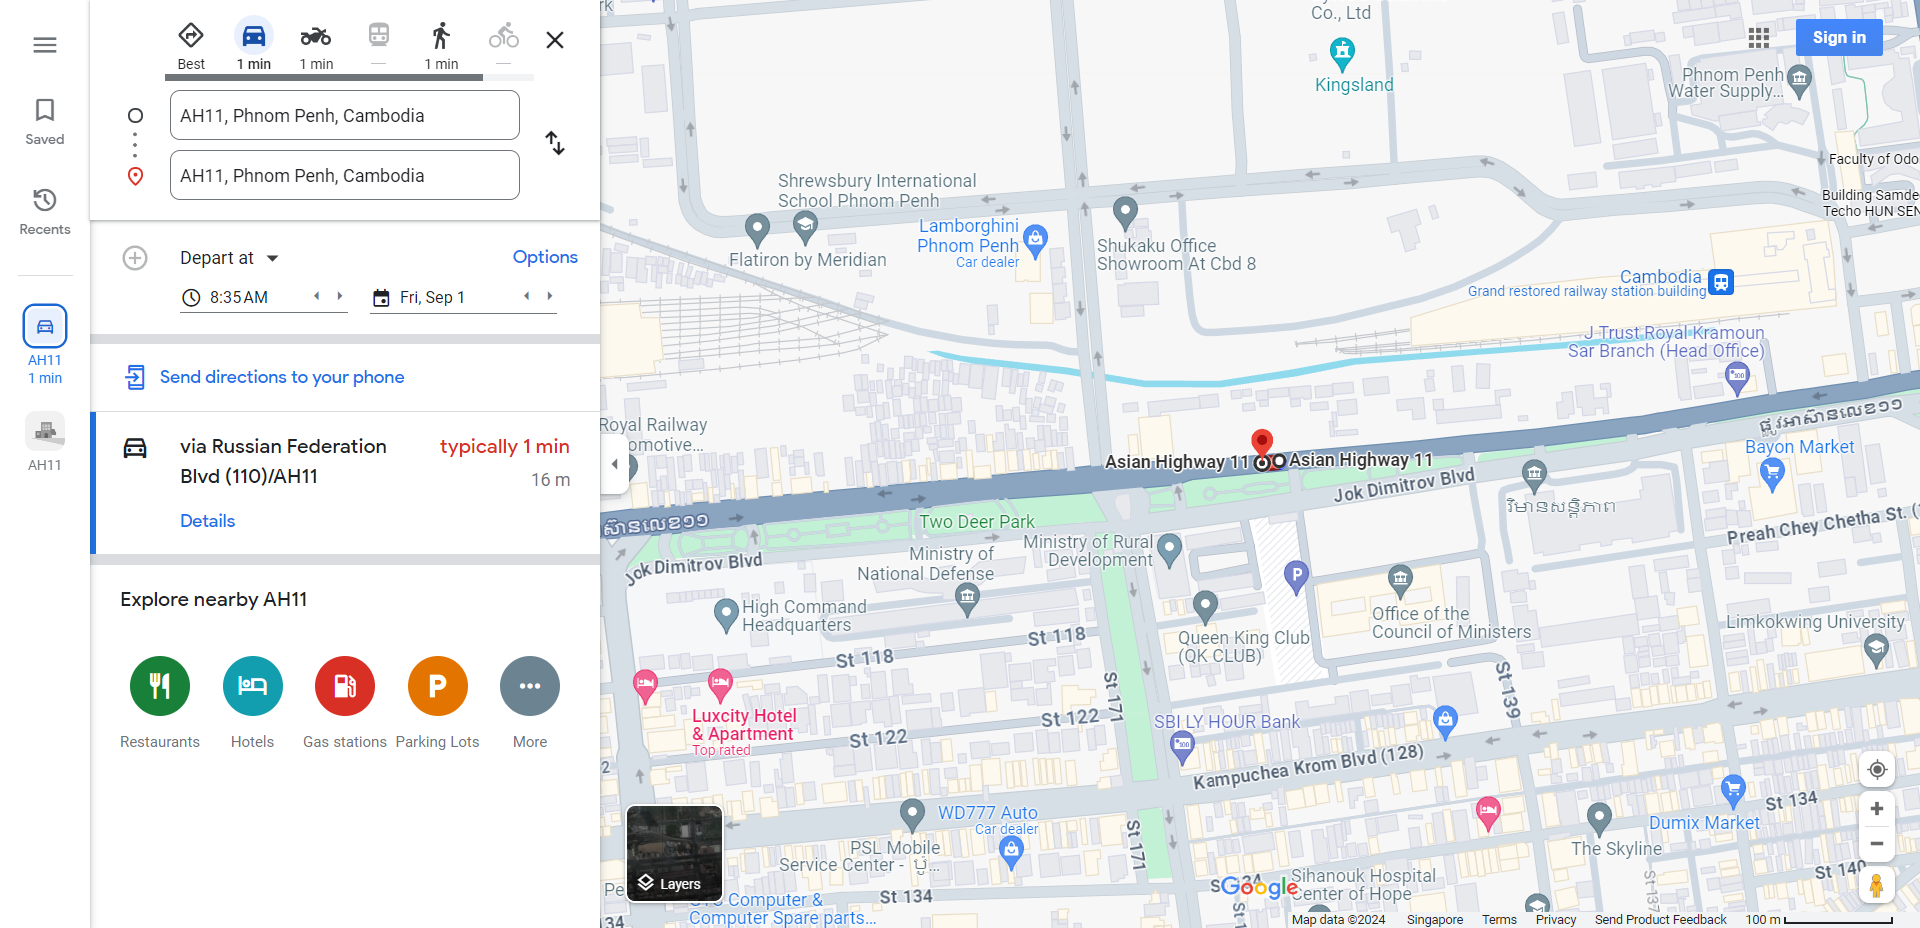 Saved
Recents
AH11
1 min
AH11
Best
1 min
1 min
1 min
AH11, Phnom Penh, Cambodia
AH11, Phnom Penh, Cambodia
Depart at
Options
8:35 AM
Fri, Sep 1
Send directions to your phone
via Russian Federation
Blvd (110)/AH11
typically 1 min
16 m
Details
Explore nearby AH11
Restaurants
Hotels
Gas stations
Parking Lots
More
rk
Co., Ltd
Kingsland
Sign in
Phnom Penh
Water Supply...
Faculty of Odo
Building Samde
Techo HUN SEN
Shrewsbury International
School Phnom Penh
Flatiron by Meridian
Lamborghini
Phnom Penh
Car dealer
Shukaku Office
Showroom At Cbd 8
Cambodia
Grand restored railway station building
J Trust Royal Kramoun
Sar Branch (Head Office)
Royal Railway
omotive...
Asian Highway 11
Asian Highway 11
ផ្លូវអាស៊ានលេខ១១
Bayon Market
Jok Dimitrov Blvd
វិមានសន្តិភាព
Preah Chey Chetha St. (
ស៊ានលេខ១១
Two Deer Park
Jok Dimitrov Blvd
Ministry of
National Defense
Ministry of Rural
Development
P
High Command
Headquarters
Queen King Club
(QK CLUB)
Office of the
Council of Ministers
Limkokwing University
St 118
St 118
St 171
St 139
Luxcity Hotel
& Apartment
Top rated
St 122
St 122
SBI LY HOUR Bank
Kampuchea Krom Blvd (128)
2
WD777 Auto
Car dealer
St 171
St 134
Dumix Market
PSL Mobile
Service Center - ប៉ូ...
The Skyline
St 140
Layers
Pe
St 134
Google
Sihanouk Hospital
Center of Hope
St 137
Computer &
Computer Spare parts...
34
Map data ©2024
Singapore
Terms
Privacy
Send Product Feedback
100 m